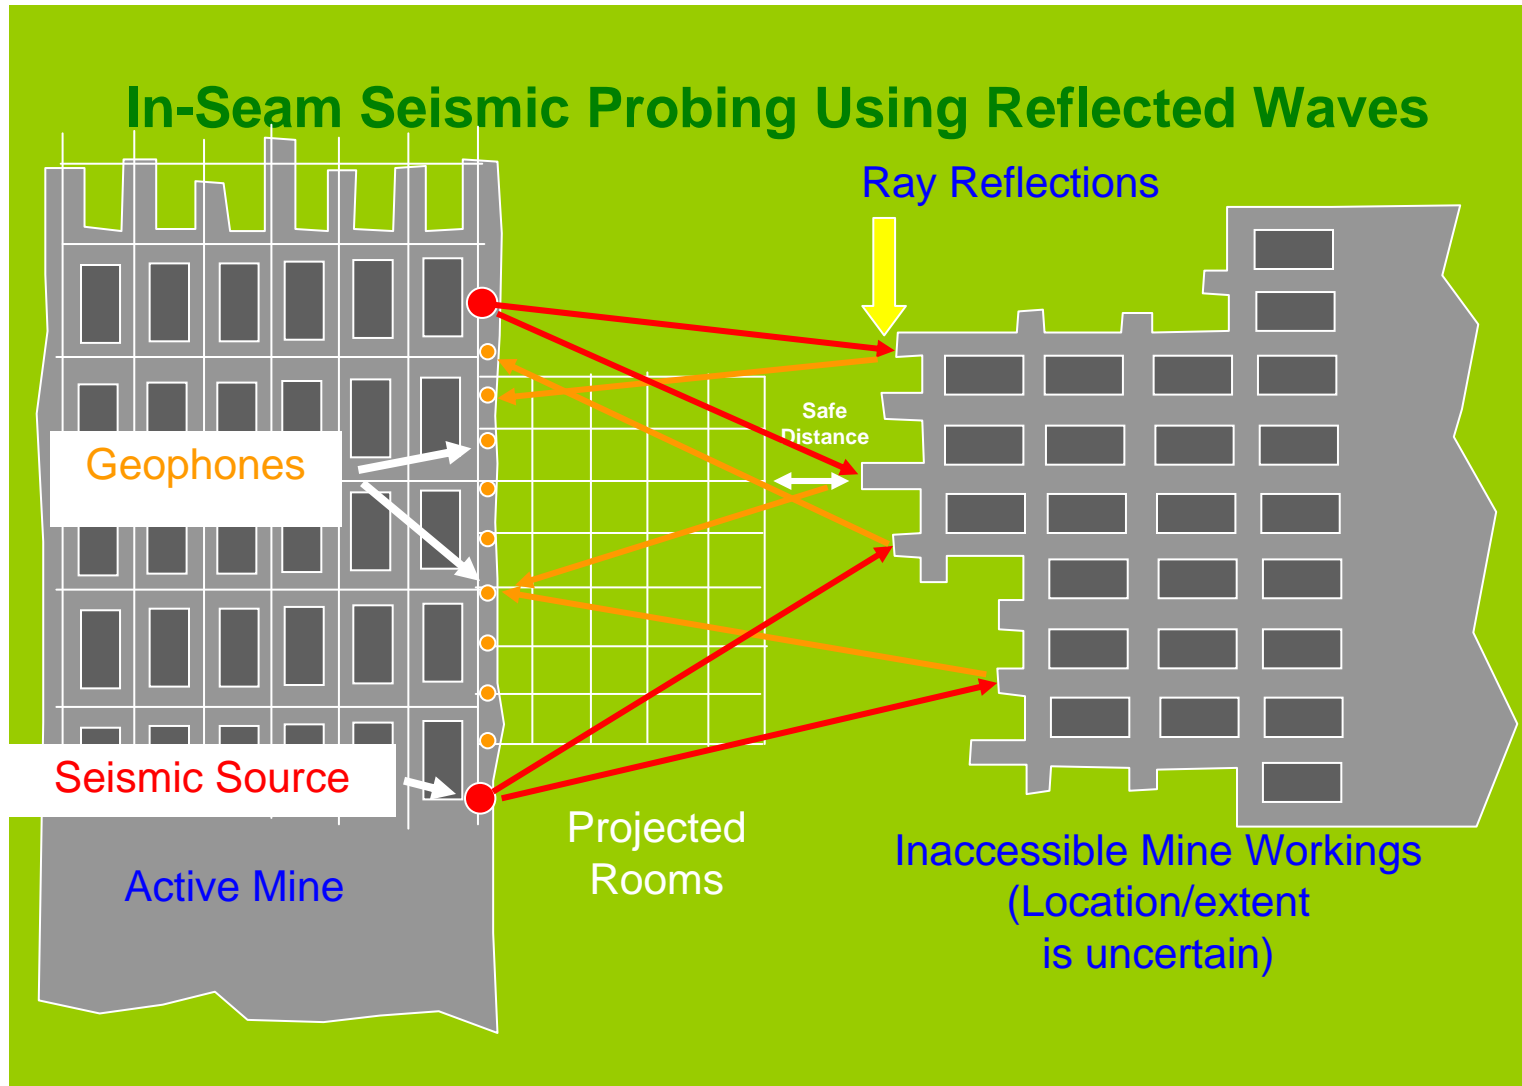 In-Seam Seismic Probing Using Reflected Waves
Ray Reflections
Safe
Distance
Geophones
Seismic Source
Projected
Rooms
Active Mine
Inaccessible Mine Workings
(Location/extent
is uncertain)